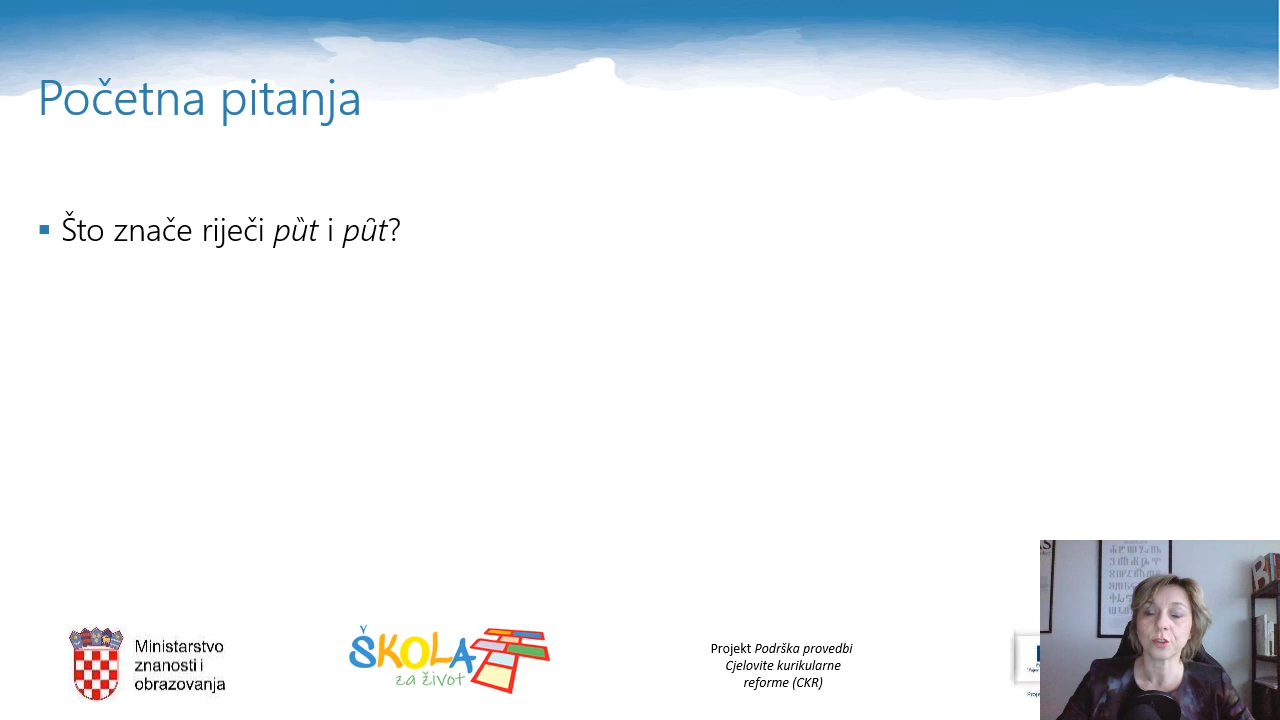 Početna pitanja
Što znače riječi pȕt i pȗt?
Ministarstvo
znanosti i
obrazovanja
ŠKOLA
za život
Projekt Podrška provedbi
Cjelovite kurikularne
reforme (CKR)